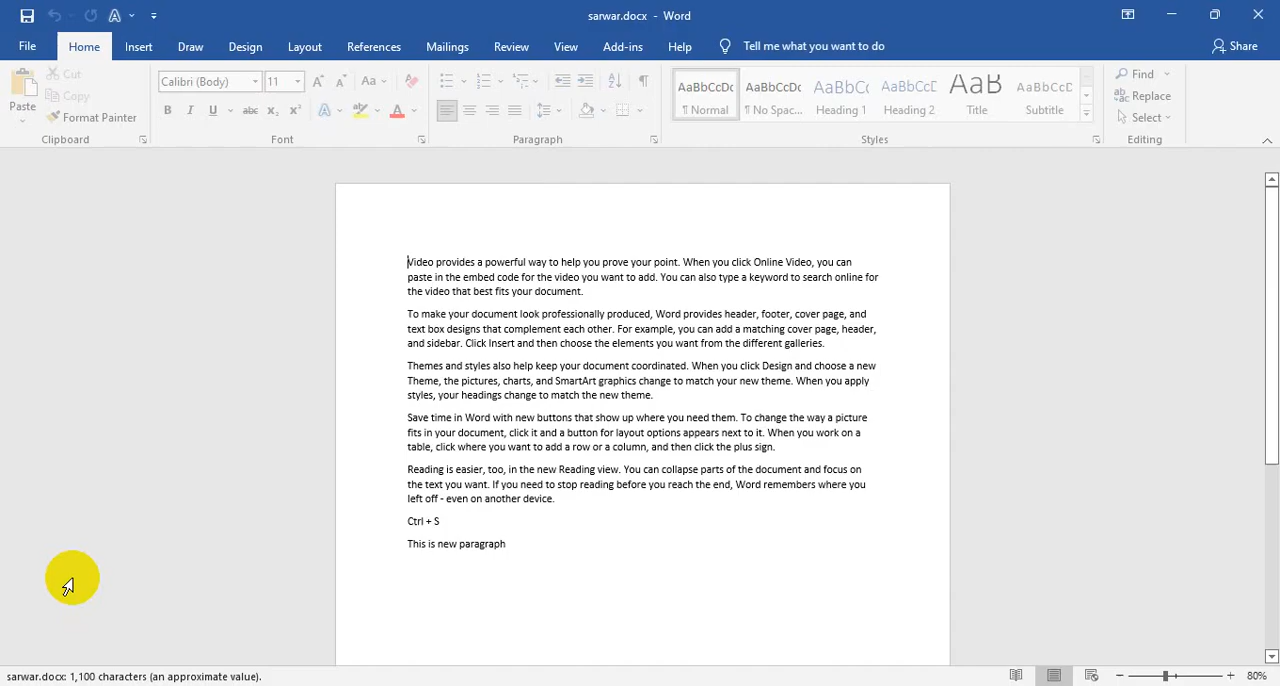 sarwar.docx - Word
File Home Insert Draw Design Layout References Mailings Review View Add-ins Help Tell me what you want to do Share
Paste
Cut
Copy
Format Painter
Clipboard
Calibri (Body) 11
Font
Paragraph
AaBbCcDc AaBbCcDc AaBbCc AaBbCcD AaB AaBbCcD
¶ Normal ¶ No Spac... Heading 1 Heading 2 Title Subtitle
Styles
Find
Replace
Select
Editing
Video provides a powerful way to help you prove your point. When you click Online Video, you can
paste in the embed code for the video you want to add. You can also type a keyword to search online for
the video that best fits your document.
To make your document look professionally produced, Word provides header, footer, cover page, and
text box designs that complement each other. For example, you can add a matching cover page, header,
and sidebar. Click Insert and then choose the elements you want from the different galleries.
Themes and styles also help keep your document coordinated. When you click Design and choose a new
Theme, the pictures, charts, and SmartArt graphics change to match your new theme. When you apply
styles, your headings change to match the new theme.
Save time in Word with new buttons that show up where you need them. To change the way a picture
fits in your document, click it and a button for layout options appears next to it. When you work on a
table, click where you want to add a row or a column, and then click the plus sign.
Reading is easier, too, in the new Reading view. You can collapse parts of the document and focus on
the text you want. If you need to stop reading before you reach the end, Word remembers where you
left off - even on another device.
Ctrl + S
This is new paragraph
sarwar.docx: 1,100 characters (an approximate value).
80%